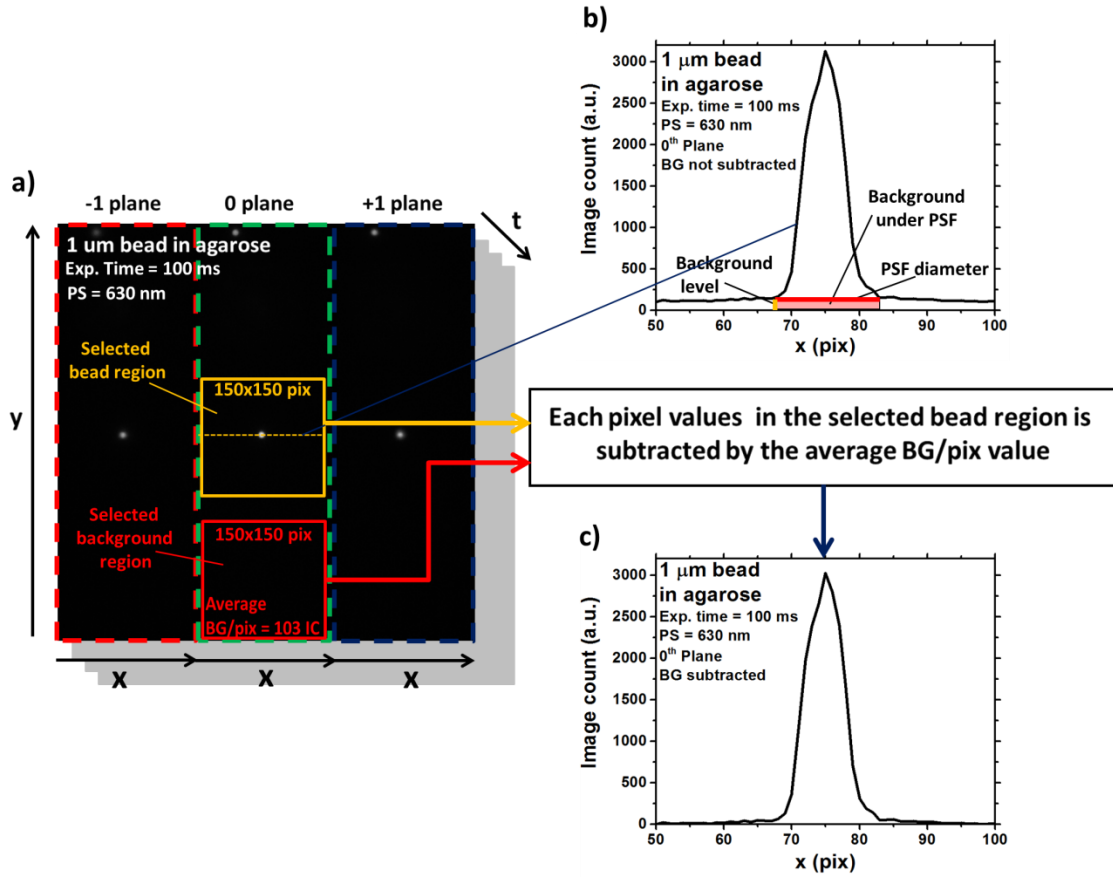 a)
-1 plane
0 plane
+1 plane
t
1 um bead in agarose
Exp. Time = 100 ms
PS = 630 nm
Selected
bead region
150x150 pix
y
Selected
background
region
150x150 pix
Average
BG/pix = 103 IC
X
X
X
b)
Image count (a.u.)
3000
2500
2000
1500
1000
500
0
1 μm bead
in agarose
Exp. time = 100 ms
PS = 630 nm
0th Plane
BG not subtracted
Background
under PSF
Background
level
PSF diameter
50 60 70 80 90 100
x (pix)
Each pixel values in the selected bead region is
subtracted by the average BG/pix value
c)
Image count (a.u.)
3000
2500
2000
1500
1000
500
0
1 μm bead
in agarose
Exp. time = 100 ms
PS = 630 nm
0th Plane
BG subtracted
50 60 70 80 90 100
x (pix)